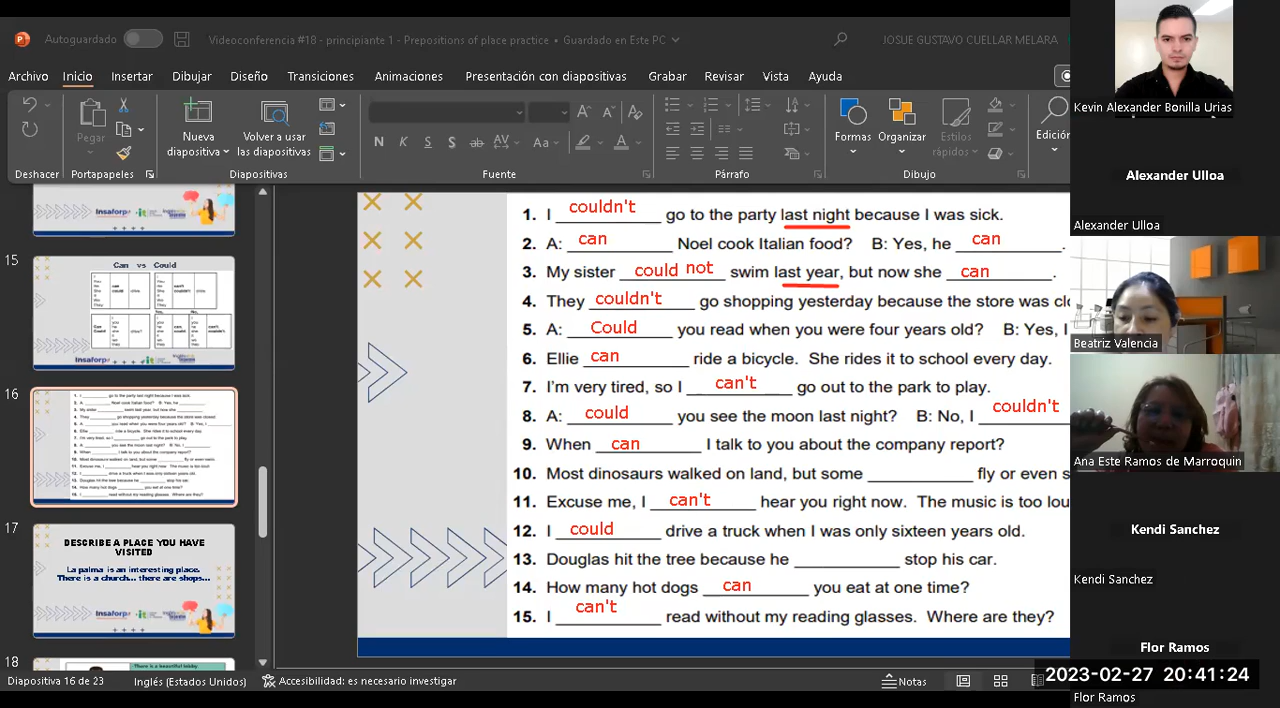 Autoguardado
Videoconferencia #18 - principiante 1 - Prepositions of place practice • Guardado en Este PC
JOSUE GUSTAVO CUELLAR MELARA
Archivo Inicio Insertar Dibujar Diseño Transiciones Animaciones Presentación con diapositivas Grabar Revisar Vista Ayuda
Pegar
Nueva diapositiva
Volver a usar las diapositivas
N K S S ab AV Aa A
Formas Organizar Estilos rápidos Edición
Deshacer Portapapeles Diapositivas Fuente Párrafo Dibujo
Insaforp
15
Can vs Could
Insaforp
16
17
DESCRIBE A PLACE YOU HAVE
VISITED
La palma is an interesting place.
There is a church... there are shops...
Insaforp
18
There is a beautiful lobby
1. I couldn't go to the party last night because I was sick.
2. A: can Noel cook Italian food? B: Yes, he can.
3. My sister could not swim last year, but now she can.
4. They couldn't go shopping yesterday because the store was clo
5. A: Could you read when you were four years old? B: Yes, I
6. Ellie can ride a bicycle. She rides it to school every day.
7. I'm very tired, so I can't go out to the park to play.
8. A: could you see the moon last night? B: No, I couldn't
9. When can I talk to you about the company report?
10. Most dinosaurs walked on land, but some ____ fly or even s
11. Excuse me, I can't hear you right now. The music is too lou
12. I could drive a truck when I was only sixteen years old.
13. Douglas hit the tree because he ____ stop his car.
14. How many hot dogs can you eat at one time?
15. I can't read without my reading glasses. Where are they?
Diapositiva 16 de 23 Inglés (Estados Unidos) Accesibilidad: es necesario investigar Notas
Kevin Alexander Bonilla Urias
Alexander Ulloa
Alexander Ulloa
Beatriz Valencia
Ana Este Ramos de Marroquin
Kendi Sanchez
Kendi Sanchez
Flor Ramos
2023-02-27 20:41:24
Flor Ramos